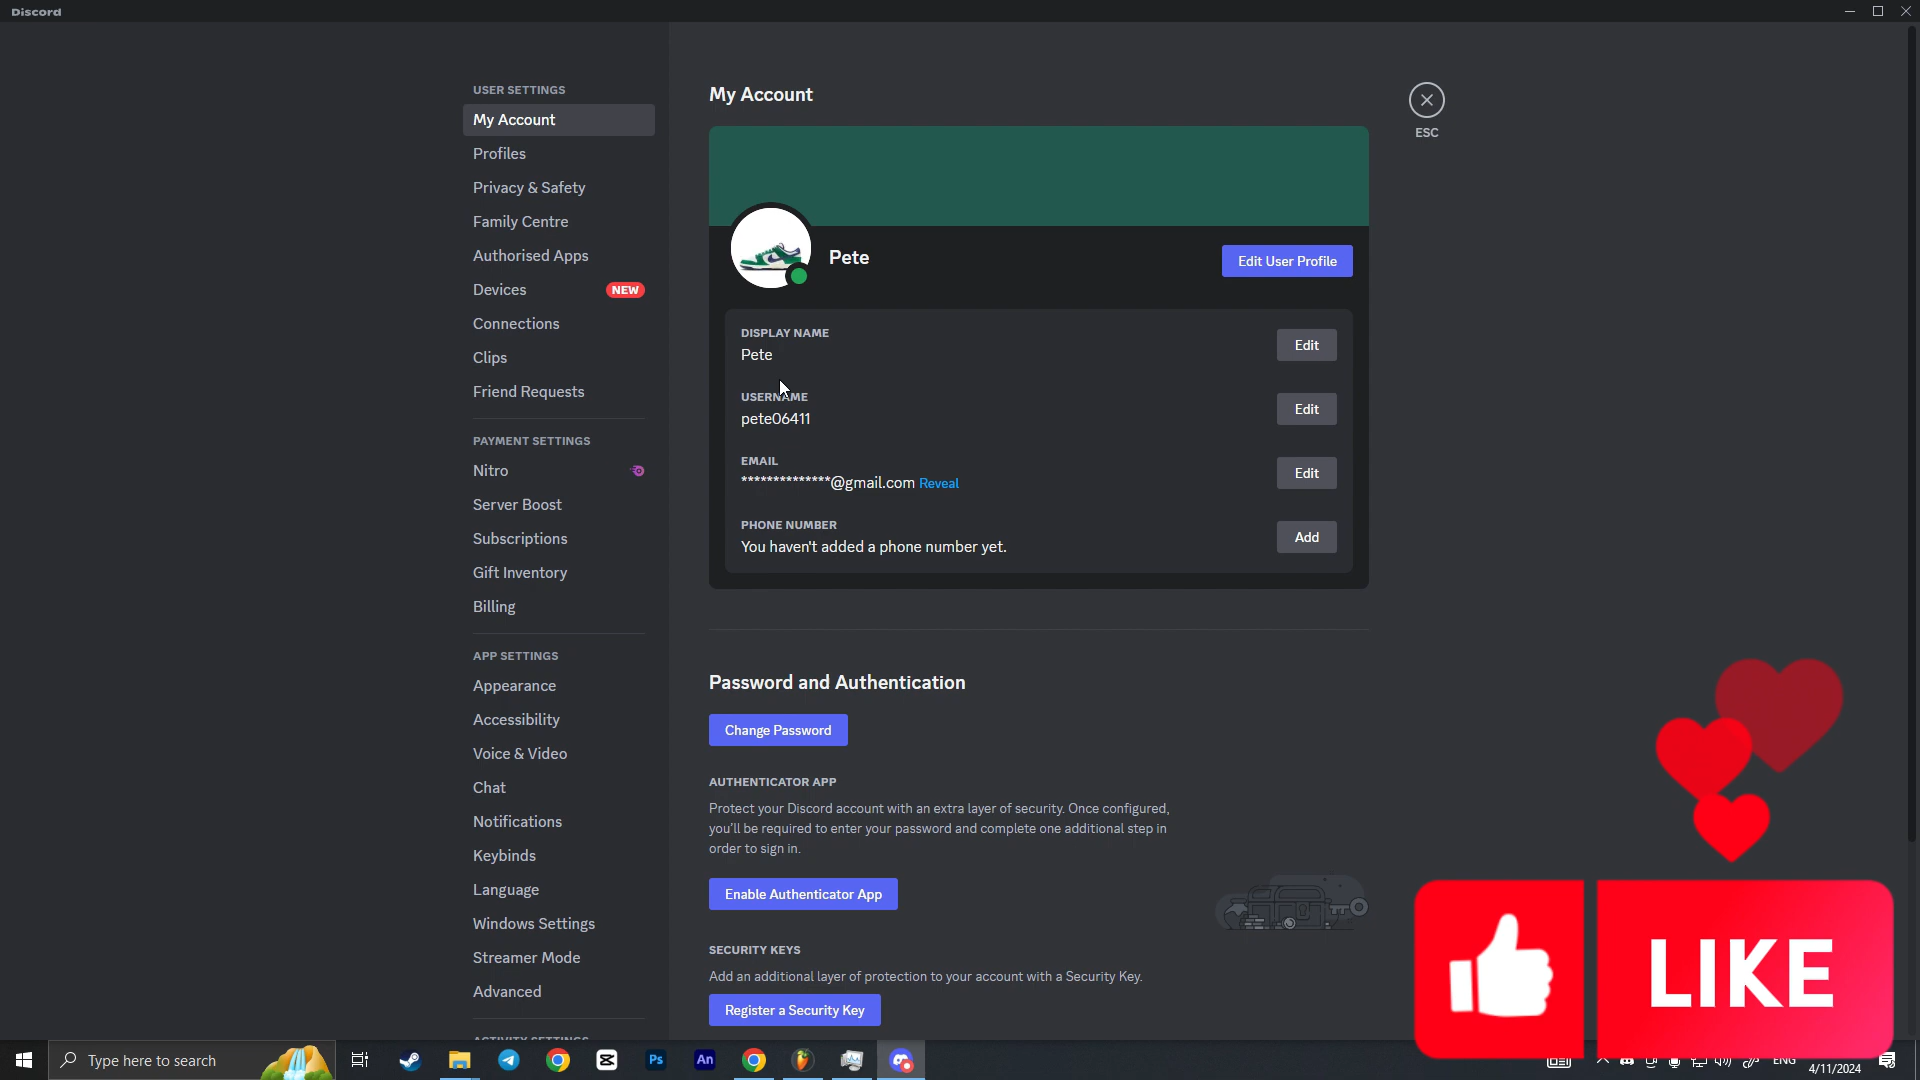 Discord
USER SETTINGS
My Account
Profiles
Privacy & Safety
Family Centre
Authorised Apps
Devices NEW
Connections
Clips
Friend Requests
PAYMENT SETTINGS
Nitro
Server Boost
Subscriptions
Gift Inventory
Billing
APP SETTINGS
Appearance
Accessibility
Voice & Video
Chat
Notifications
Keybinds
Language
Windows Settings
Streamer Mode
Advanced
ACTIVITY SETTINGS
My Account
ESC
Pete
Edit User Profile
DISPLAY NAME
Pete
Edit
USERNAME
pete06411
Edit
EMAIL
**************@gmail.com Reveal
Edit
PHONE NUMBER
You haven't added a phone number yet.
Add
Password and Authentication
Change Password
AUTHENTICATOR APP
Protect your Discord account with an extra layer of security. Once configured,
you'll be required to enter your password and complete one additional step in
order to sign in.
Enable Authenticator App
SECURITY KEYS
Add an additional layer of protection to your account with a Security Key.
Register a Security Key
LIKE
Type here to search
Ps
An
ENG
4/11/2024